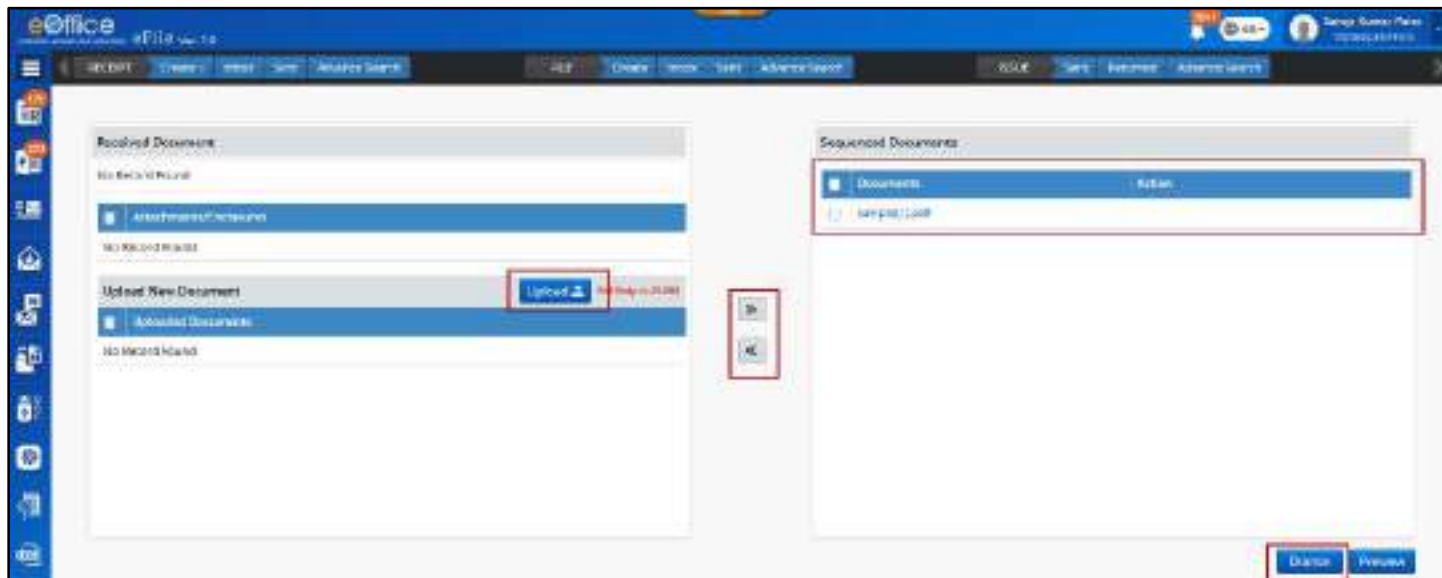 eOffice
eFile
RECEIPT Create Inbox Sent Advance Search FILE Create Inbox Sent Advance Search ISSUE Sent Returned Advance Search
Received Document
No Record Found
Attachments/Enclosures
No Record Found
Upload New Document Upload
Uploaded Documents
No Record Found
Sequenced Documents
Documents Action
Preview